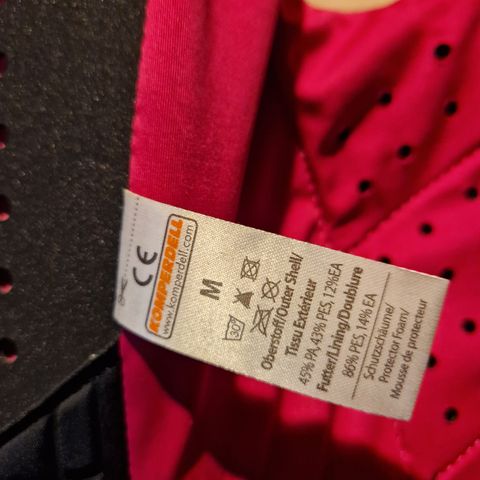 CE
KOMPERDELL
www.komperdell.com
M
30°
Oberstoff/Outer Shell/
Tissu Extérieur
45% PA, 43% PES, 12%EA
Futter/Lining/Doublure
86% PES, 14% EA
Schutzschäume/
Protector Foam/
Mousse de protecteur